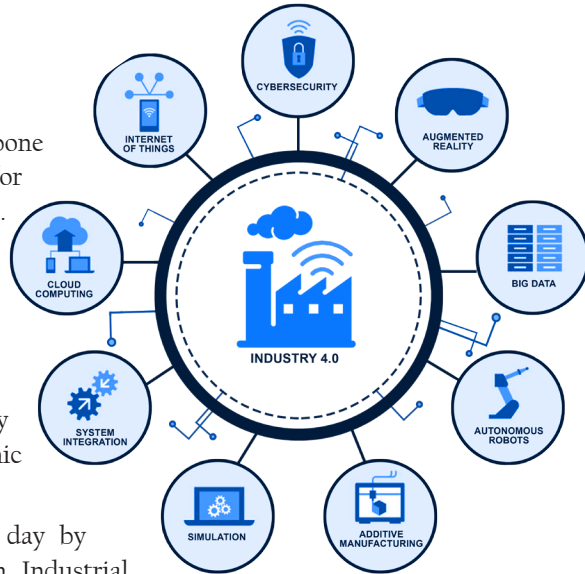 CYBERSECURITY
AUGMENTED
REALITY
BIG DATA
AUTONOMOUS
ROBOTS
ADDITIVE
MANUFACTURING
SIMULATION
SYSTEM
INTEGRATION
CLOUD
COMPUTING
INTERNET
OF THINGS
INDUSTRY 4.0
day by
Industrial